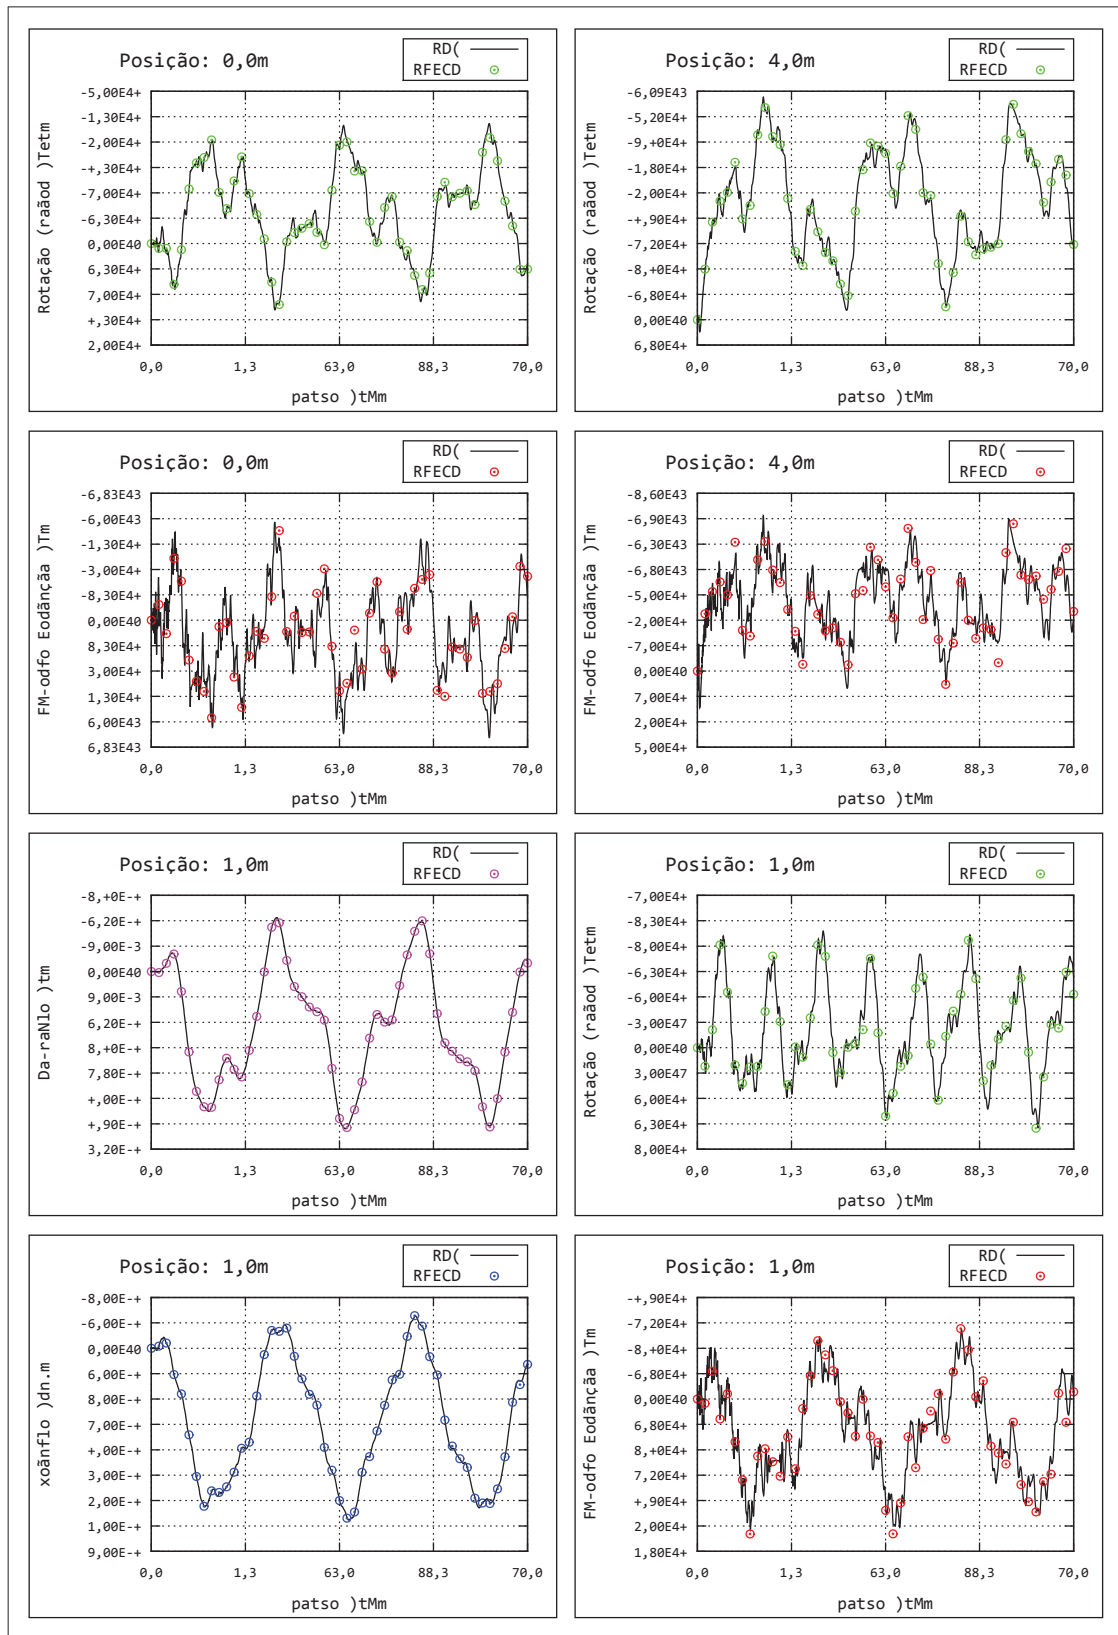 Posição: 0,0m
RD(
RFECD
-5,00E4+
-1,30E4+
-2,00E4+
+,30E4+
-7,00E4+
6,30E4+
0,00E40
6,30E4+
7,00E4+
+,30E4+
2,00E4+
Rotação (raãod )Tetm
0,0
1,3
63,0
88,3
70,0
patso )tMm
Posição: 4,0m
RD(
RFECD
-6,09E43
-5,20E4+
-9,+0E4+
-1,80E4+
-2,00E4+
+,90E4+
-7,20E4+
-8,+0E4+
-6,80E4+
0,00E40
6,80E4+
Rotação (raãod )Tetm
0,0
1,3
63,0
88,3
70,0
patso )tMm
Posição: 0,0m
RD(
RFECD
-6,83E43
-6,00E43
-1,30E4+
-3,00E4+
-8,30E4+
0,00E40
8,30E4+
3,00E4+
1,30E4+
6,00E43
6,83E43
FM-odfo Eodãnçãa )Tm
0,0
1,3
63,0
88,3
70,0
patso )tMm
Posição: 4,0m
RD(
RFECD
-8,60E43
-6,90E43
-6,30E43
-6,80E43
-5,00E4+
-2,00E4+
-7,00E4+
0,00E40
7,00E4+
2,00E4+
5,00E4+
FM-odfo Eodãnçãa )Tm
0,0
1,3
63,0
88,3
70,0
patso )tMm
Posição: 1,0m
RD(
RFECD
-8,+0E-+
-6,20E-+
-9,00E-3
0,00E40
9,00E-3
6,20E-+
8,+0E-+
7,80E-+
+,00E-+
+,90E-+
3,20E-+
Da-raNlo )tm
0,0
1,3
63,0
88,3
70,0
patso )tMm
Posição: 1,0m
RD(
RFECD
-7,00E4+
-8,30E4+
-8,00E4+
-6,30E4+
-6,00E4+
-3,00E47
0,00E40
3,00E47
6,00E4+
6,30E4+
8,00E4+
Rotação (raãod )Tetm
0,0
1,3
63,0
88,3
70,0
patso )tMm
Posição: 1,0m
RD(
RFECD
-8,00E-+
-6,00E-+
0,00E40
6,00E-+
8,00E-+
7,00E-+
+,00E-+
3,00E-+
2,00E-+
1,00E-+
9,00E-+
xoãnflo )dn.m
0,0
1,3
63,0
88,3
70,0
patso )tMm
Posição: 1,0m
RD(
RFECD
-+,90E4+
-7,20E4+
-8,+0E4+
-6,80E4+
0,00E40
6,80E4+
8,+0E4+
7,20E4+
+,90E4+
2,00E4+
1,80E4+
FM-odfo Eodãnçãa )Tm
0,0
1,3
63,0
88,3
70,0
patso )tMm